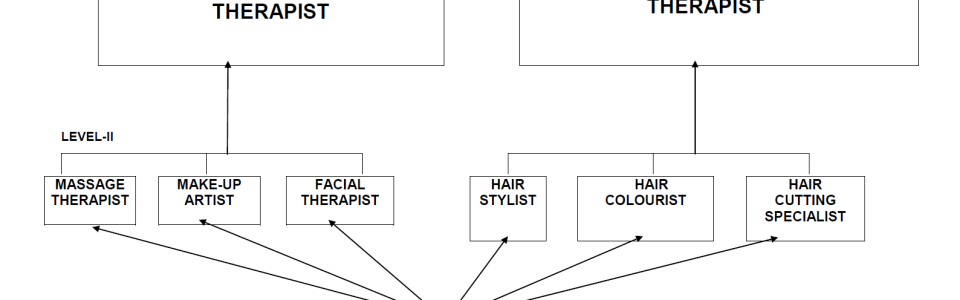 THERAPIST
THERAPIST
LEVEL-II
MASSAGE
THERAPIST
MAKE-UP
ARTIST
FACIAL
THERAPIST
HAIR
STYLIST
HAIR
COLOURIST
HAIR
CUTTING
SPECIALIST